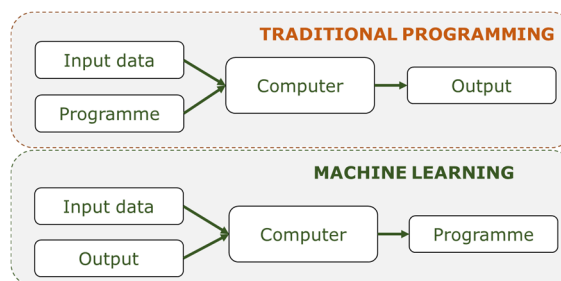 TRADITIONAL PROGRAMMING
Input data
Programme
Computer
Output
MACHINE LEARNING
Input data
Output
Computer
Programme